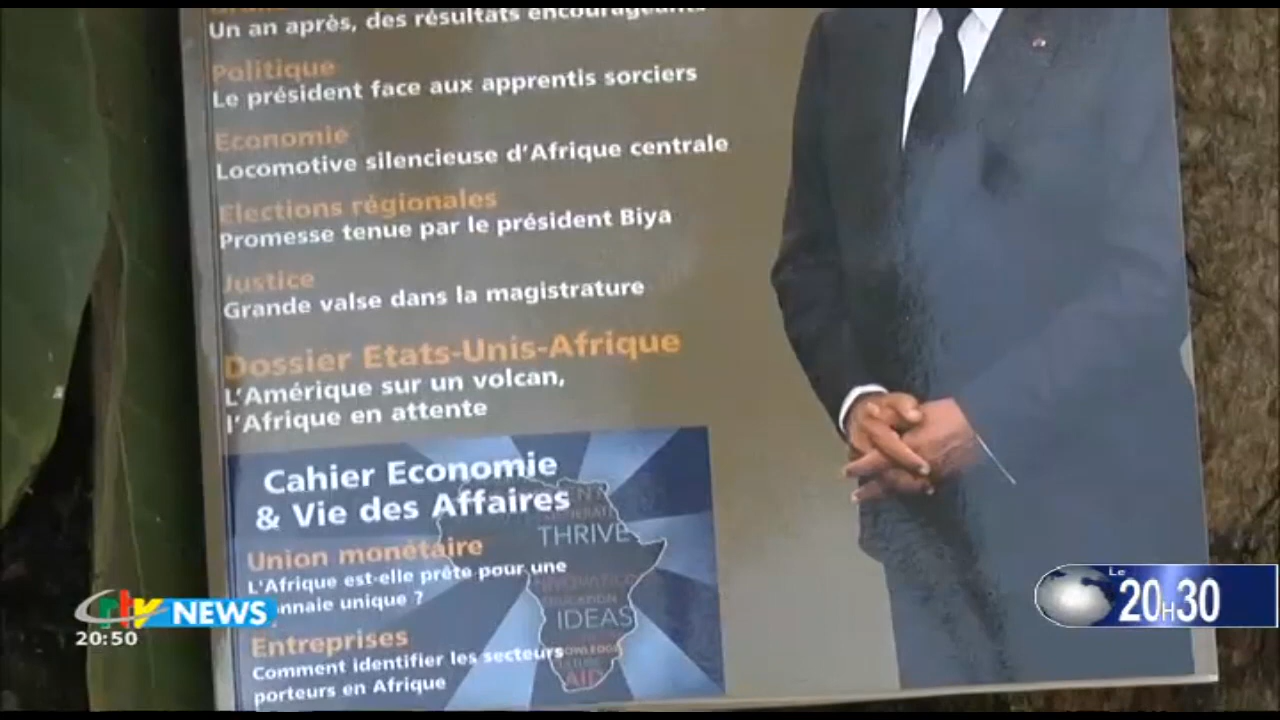 Un an après, des résultats encourageants
Politique
Le président face aux apprentis sorciers
Economie
Locomotive silencieuse d'Afrique centrale
Elections régionales
Promesse tenue par le président Biya
Justice
Grande valse dans la magistrature
Dossier Etats-Unis-Afrique
L'Amérique sur un volcan,
l'Afrique en attente
Cahier Economie
& Vie des Affaires
THRIVE
Union monétaire
L'Afrique est-elle prête pour une
monnaie unique ?
IDEAS
Entreprises
Comment identifier les secteurs
porteurs en Afrique
AID
crtv NEWS
20:50
Le
20H30